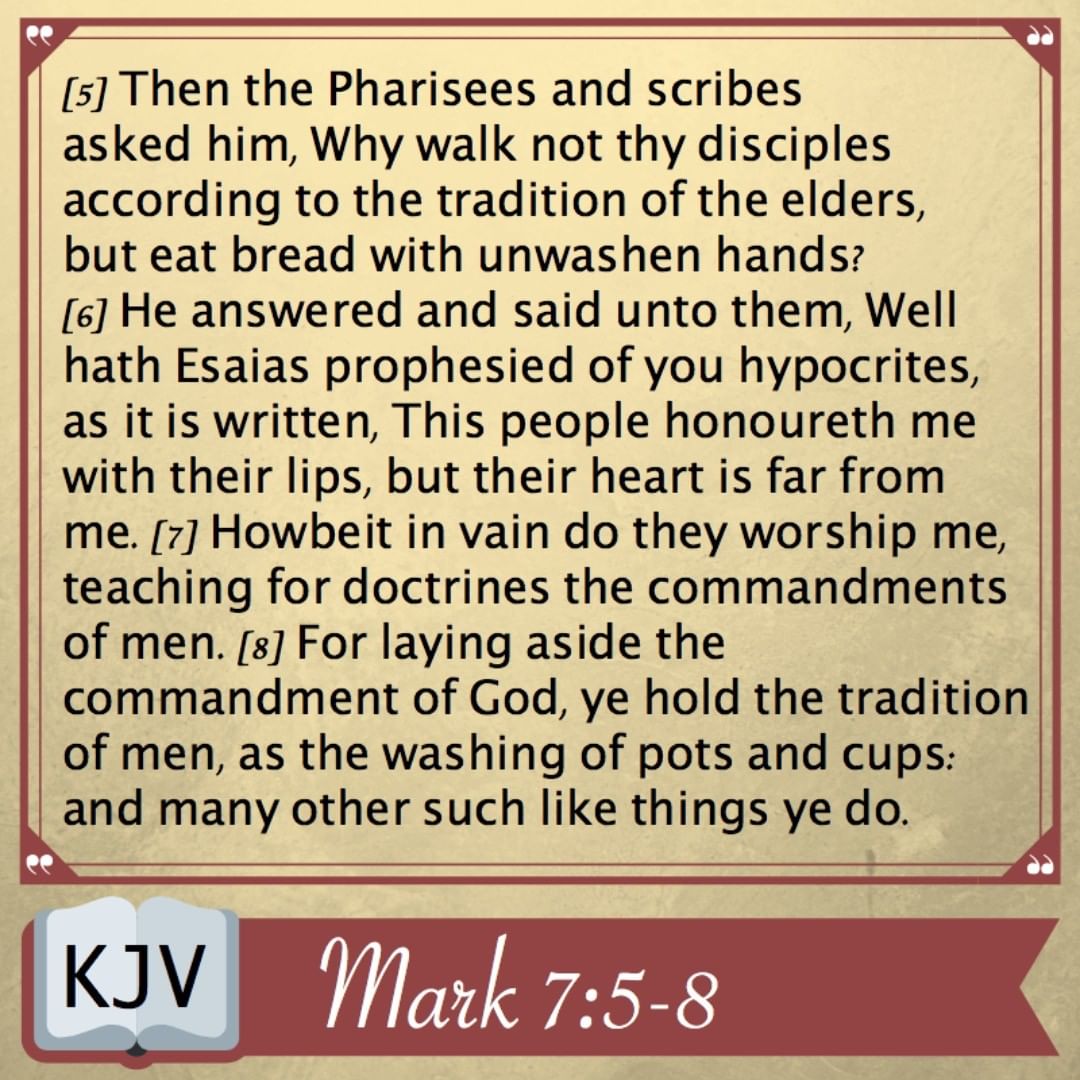 [5] Then the Pharisees and scribes
asked him, Why walk not thy disciples
according to the tradition of the elders,
but eat bread with unwashen hands?
[6] He answered and said unto them, Well
hath Esaias prophesied of you hypocrites,
as it is written, This people honoureth me
with their lips, but their heart is far from
me. [7] Howbeit in vain do they worship me,
teaching for doctrines the commandments
of men. [8] For laying aside the
commandment of God, ye hold the tradition
of men, as the washing of pots and cups:
and many other such like things ye do.
KJV
Mark 7:5-8